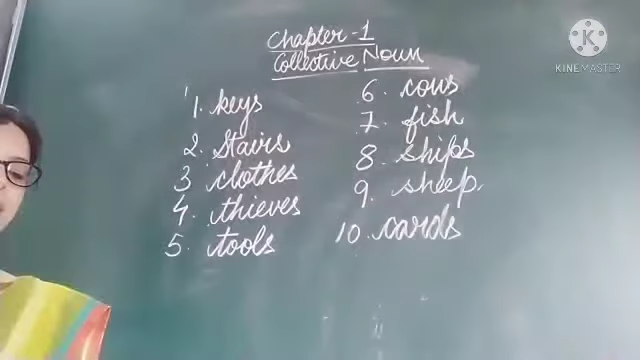 Chapter-1
Collective Noun
1. keys
2. stairs
3 clothes
4. thieves
5. tools
6. cows
7. fish
8 ships
9. sheep.
10. cards
KINEMASTER